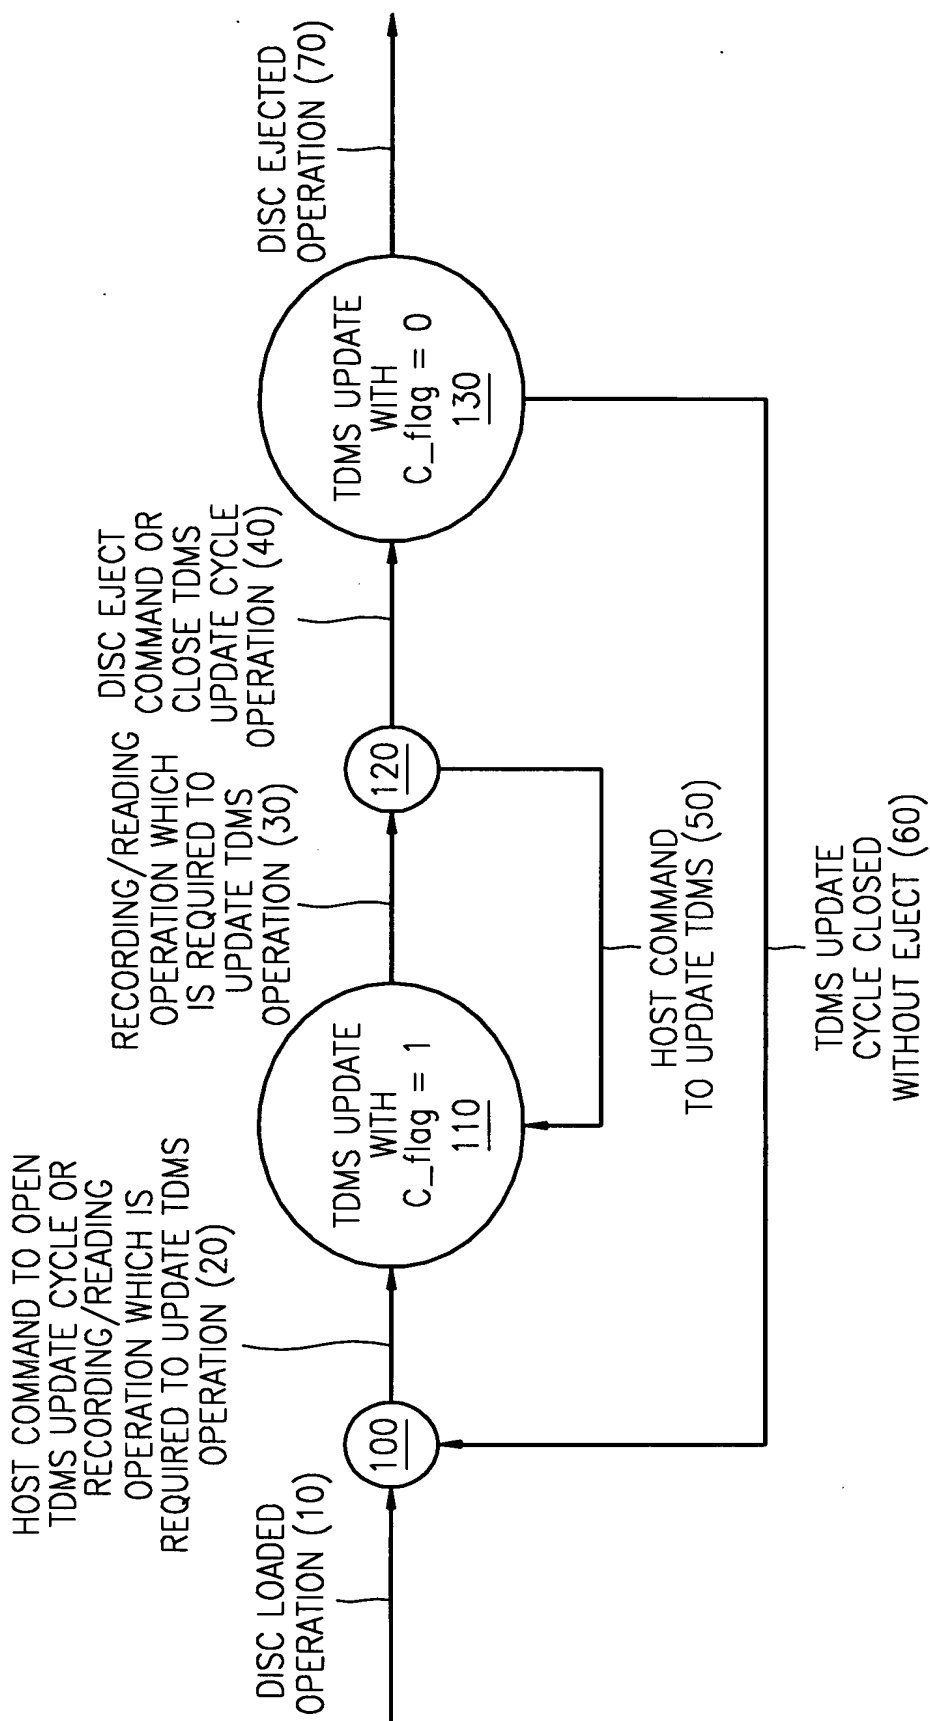 DISC LOADED
OPERATION (10)
100
HOST COMMAND TO OPEN
TDMS UPDATE CYCLE OR
RECORDING/READING
OPERATION WHICH IS
REQUIRED TO UPDATE TDMS
OPERATION (20)
TDMS UPDATE
WITH
C_flag = 1
110
RECORDING/READING
OPERATION WHICH
IS REQUIRED TO
UPDATE TDMS
OPERATION (30)
120
DISC EJECT
COMMAND OR
CLOSE TDMS
UPDATE CYCLE
OPERATION (40)
TDMS UPDATE
WITH
C_flag = 0
130
DISC EJECTED
OPERATION (70)
HOST COMMAND
TO UPDATE TDMS (50)
TDMS UPDATE
CYCLE CLOSED
WITHOUT EJECT (60)